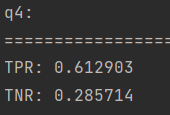 q4:
=================
TPR: 0.612903
TNR: 0.285714